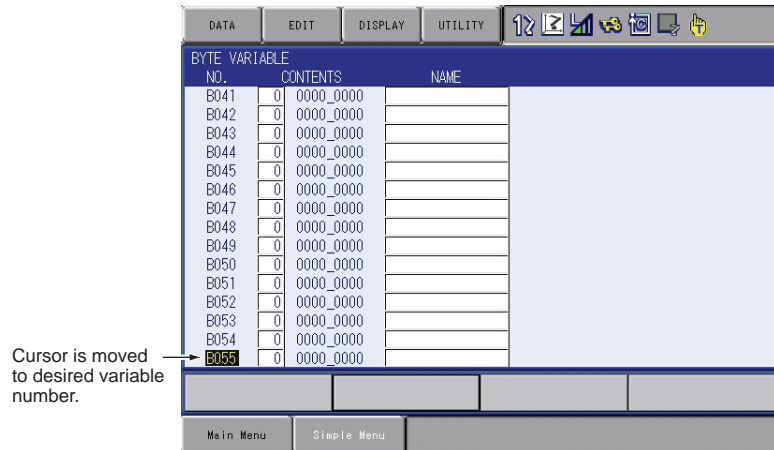 DATA EDIT DISPLAY UTILITY
BYTE VARIABLE
NO. CONTENTS NAME
B041 0 0000_0000
B042 0 0000_0000
B043 0 0000_0000
B044 0 0000_0000
B045 0 0000_0000
B046 0 0000_0000
B047 0 0000_0000
B048 0 0000_0000
B049 0 0000_0000
B050 0 0000_0000
B051 0 0000_0000
B052 0 0000_0000
B053 0 0000_0000
B054 0 0000_0000
B055 0 0000_0000
Cursor is moved
to desired variable
number.
Main Menu Simple Menu